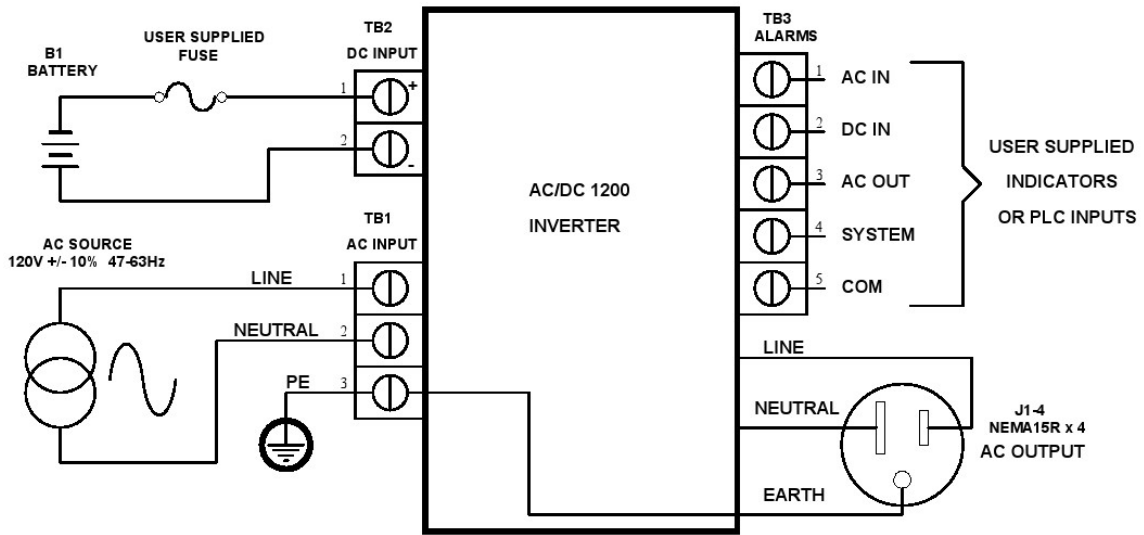 B1
BATTERY
USER SUPPLIED
FUSE
TB2
DC INPUT
1
+
2
-
AC SOURCE
120V +/- 10% 47-63Hz
TB1
AC INPUT
LINE
1
NEUTRAL
2
PE
3
AC/DC 1200
INVERTER
TB3
ALARMS
1
AC IN
2
DC IN
3
AC OUT
4
SYSTEM
5
COM
USER SUPPLIED
INDICATORS
OR PLC INPUTS
LINE
NEUTRAL
EARTH
J1-4
NEMA15R x 4
AC OUTPUT